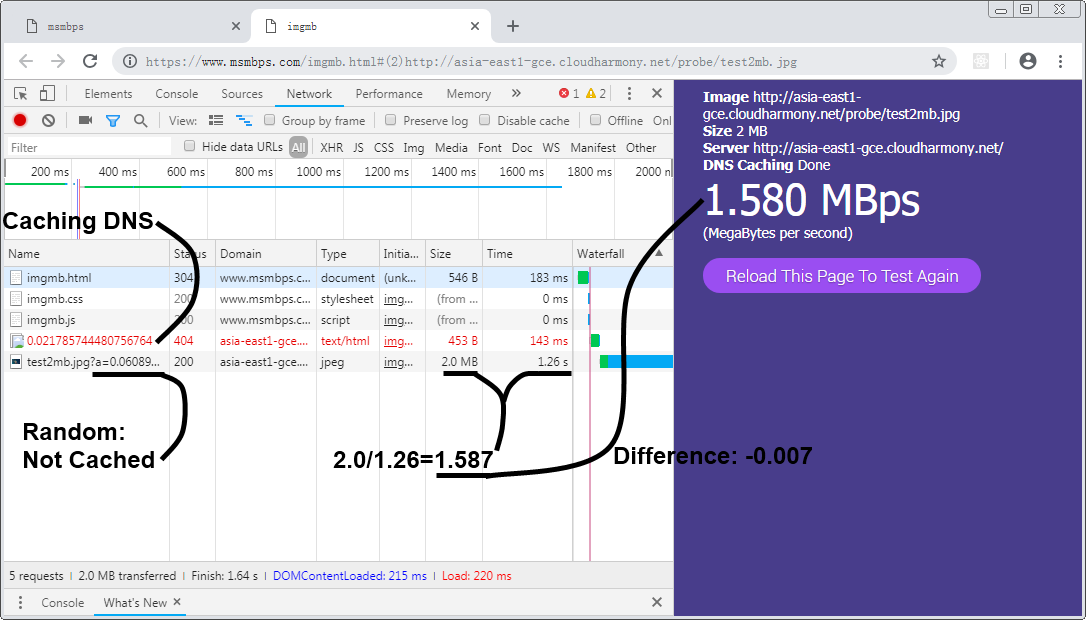 msmbps
imgmb
https://www.msmbps.com/imgmb.html#(2)http://asia-east1-gce.cloudharmony.net/probe/test2mb.jpg
Elements Console Sources Network Performance Memory » 1 2
View: Group by frame Preserve log Disable cache Offline Onl
Filter Hide data URLs All XHR JS CSS Img Media Font Doc WS Manifest Other
200 ms 400 ms 600 ms 800 ms 1000 ms 1200 ms 1400 ms 1600 ms 1800 ms 2000 n
Caching DNS
Name Status Domain Type Initia... Size Time Waterfall
imgmb.html 304 www.msmbps.c... document (unk... 546 B 183 ms
imgmb.css 200 www.msmbps.c... stylesheet img... (from ... 0 ms
imgmb.js 200 www.msmbps.c... script img... (from ... 0 ms
0.021785744480756764 404 asia-east1-gce.... text/html img... 453 B 143 ms
test2mb.jpg?a=0.06089... 200 asia-east1-gce.... jpeg img... 2.0 MB 1.26 s
Random:
Not Cached
2.0/1.26=1.587
Difference: -0.007
5 requests 2.0 MB transferred Finish: 1.64 s DOMContentLoaded: 215 ms Load: 220 ms
Console What's New
Image http://asia-east1-
gce.cloudharmony.net/probe/test2mb.jpg
Size 2 MB
Server http://asia-east1-gce.cloudharmony.net/
DNS Caching Done
1.580 MBps
(MegaBytes per second)
Reload This Page To Test Again